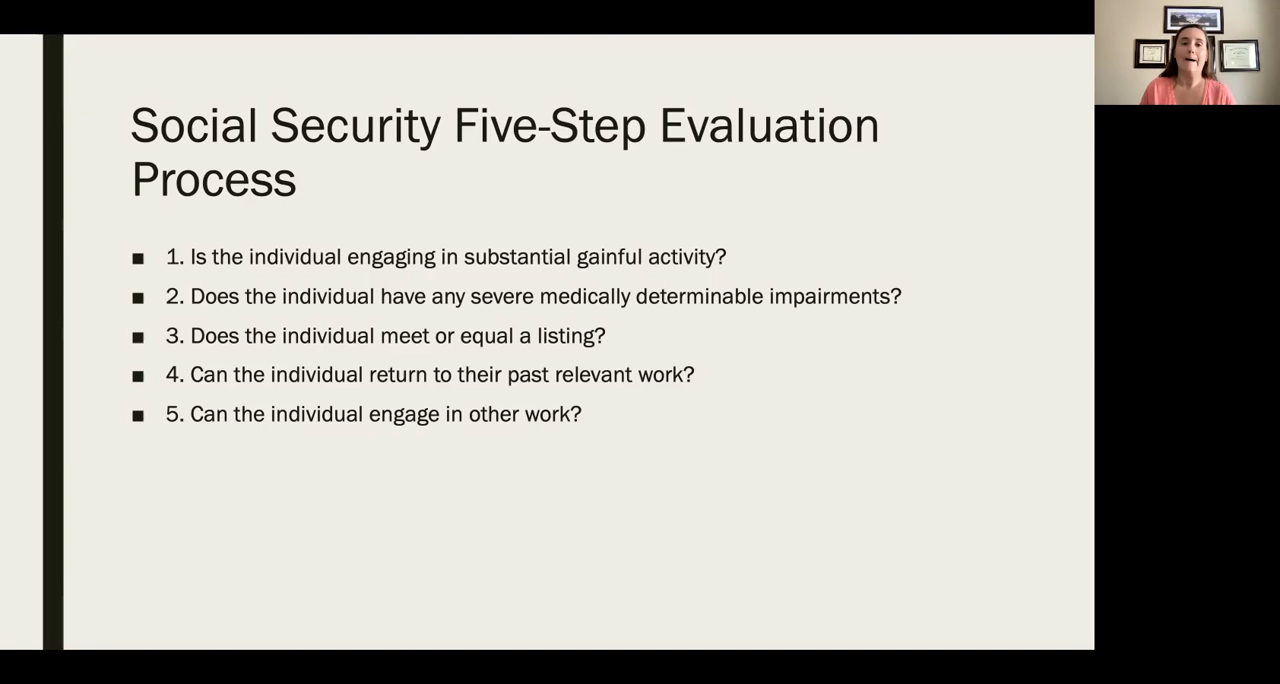 Social Security Five-Step Evaluation
Process
■ 1. Is the individual engaging in substantial gainful activity?
■ 2. Does the individual have any severe medically determinable impairments?
■ 3. Does the individual meet or equal a listing?
■ 4. Can the individual return to their past relevant work?
■ 5. Can the individual engage in other work?